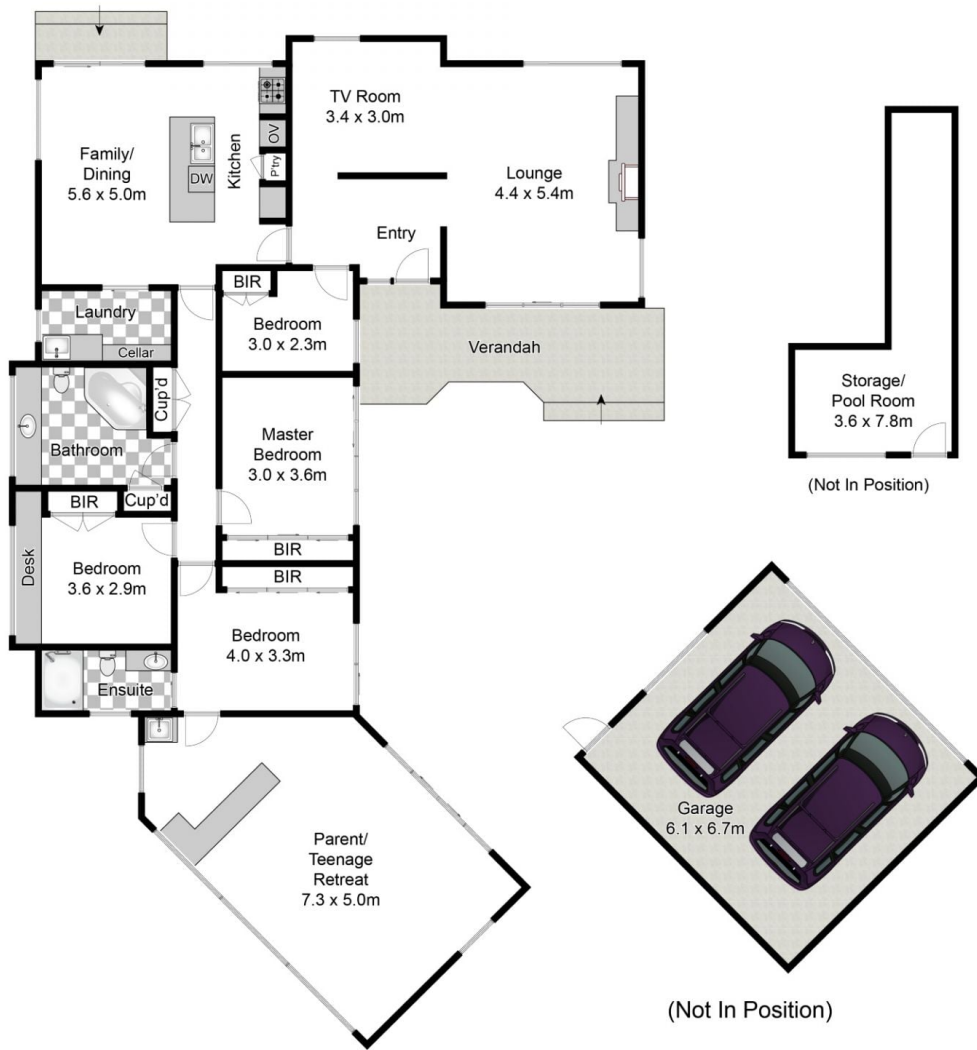 TV Room
3.4 x 3.0m
Family/
Dining
5.6 x 5.0m
Kitchen
OV
P'try
DW
Lounge
4.4 x 5.4m
Entry
BIR
Bedroom
3.0 x 2.3m
Verandah
Laundry
Cellar
Cup'd
Bathroom
Cup'd
Master
Bedroom
3.0 x 3.6m
BIR
BIR
Desk
Bedroom
3.6 x 2.9m
BIR
Bedroom
4.0 x 3.3m
Ensuite
Parent/
Teenage
Retreat
7.3 x 5.0m
Storage/
Pool Room
3.6 x 7.8m
(Not In Position)
Garage
6.1 x 6.7m
(Not In Position)